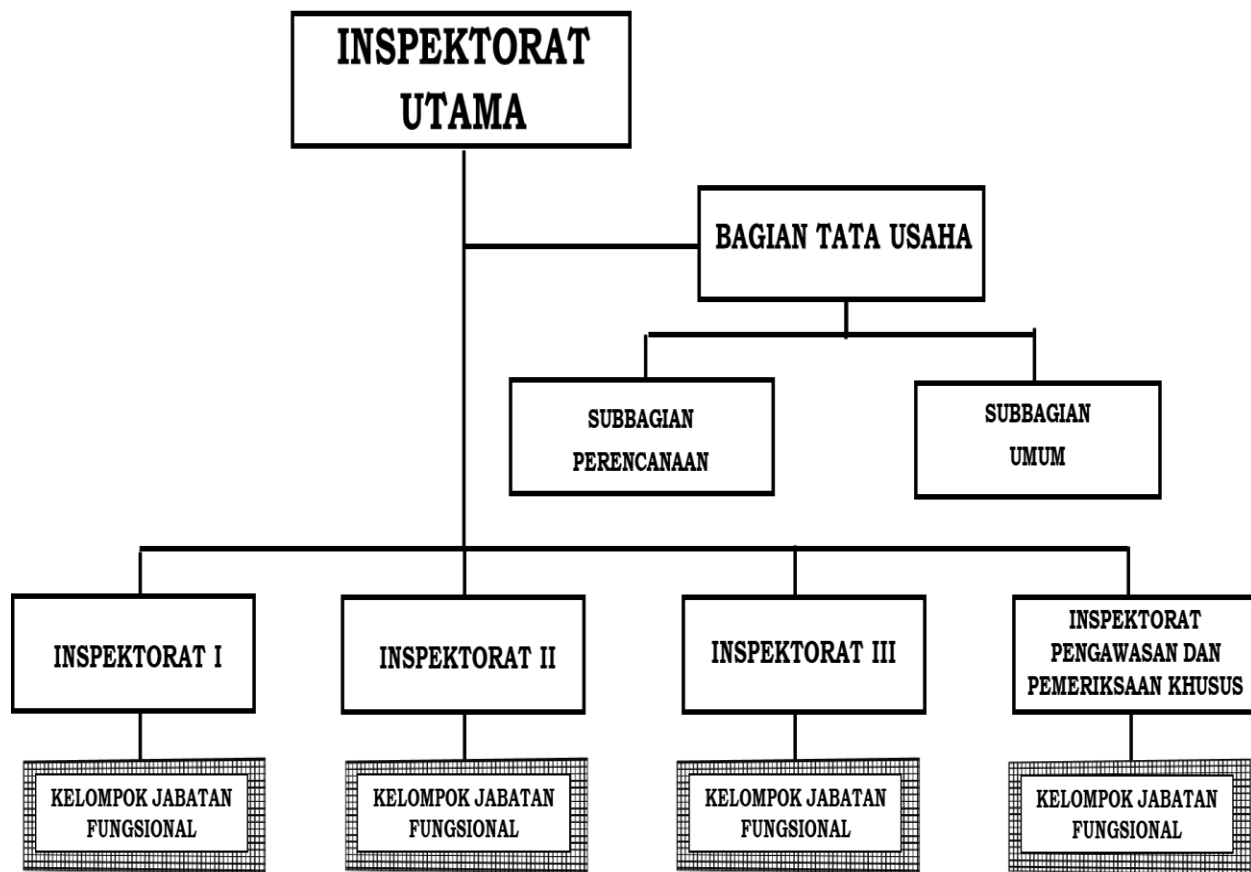 INSPEKTORAT
UTAMA
BAGIAN TATA USAHA
SUBBAGIAN
PERENCANAAN
SUBBAGIAN
UMUM
INSPEKTORAT I
INSPEKTORAT II
INSPEKTORAT III
INSPEKTORAT
PENGAWASAN DAN
PEMERIKSAAN KHUSUS
KELOMPOK JABATAN
FUNGSIONAL
KELOMPOK JABATAN
FUNGSIONAL
KELOMPOK JABATAN
FUNGSIONAL
KELOMPOK JABATAN
FUNGSIONAL